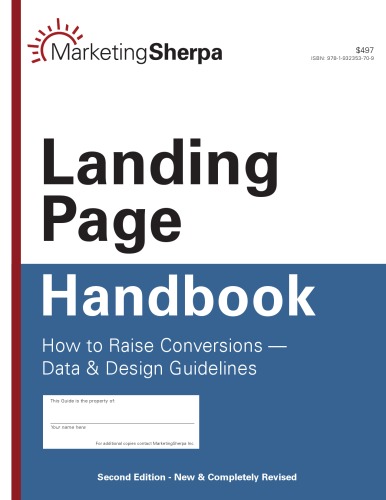 MarketingSherpa
$497
ISBN: 978-1-932353-70-9
Landing
Page
Handbook
How to Raise Conversions —
Data & Design Guidelines
This Guide is the property of:
Your name here
For additional copies contact MarketingSherpa Inc.
Second Edition - New & Completely Revised